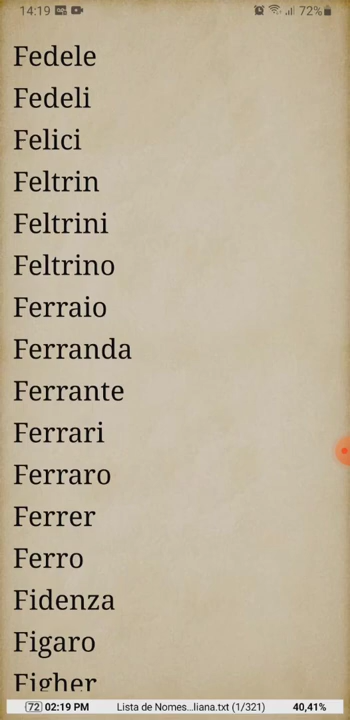 14:19 72%
Fedele
Fedeli
Felici
Feltrin
Feltrini
Feltrino
Ferraio
Ferranda
Ferrante
Ferrari
Ferraro
Ferrer
Ferro
Fidenza
Figaro
Figher
72 02:19 PM Lista de Nomes...liana.txt (1/321) 40,41%